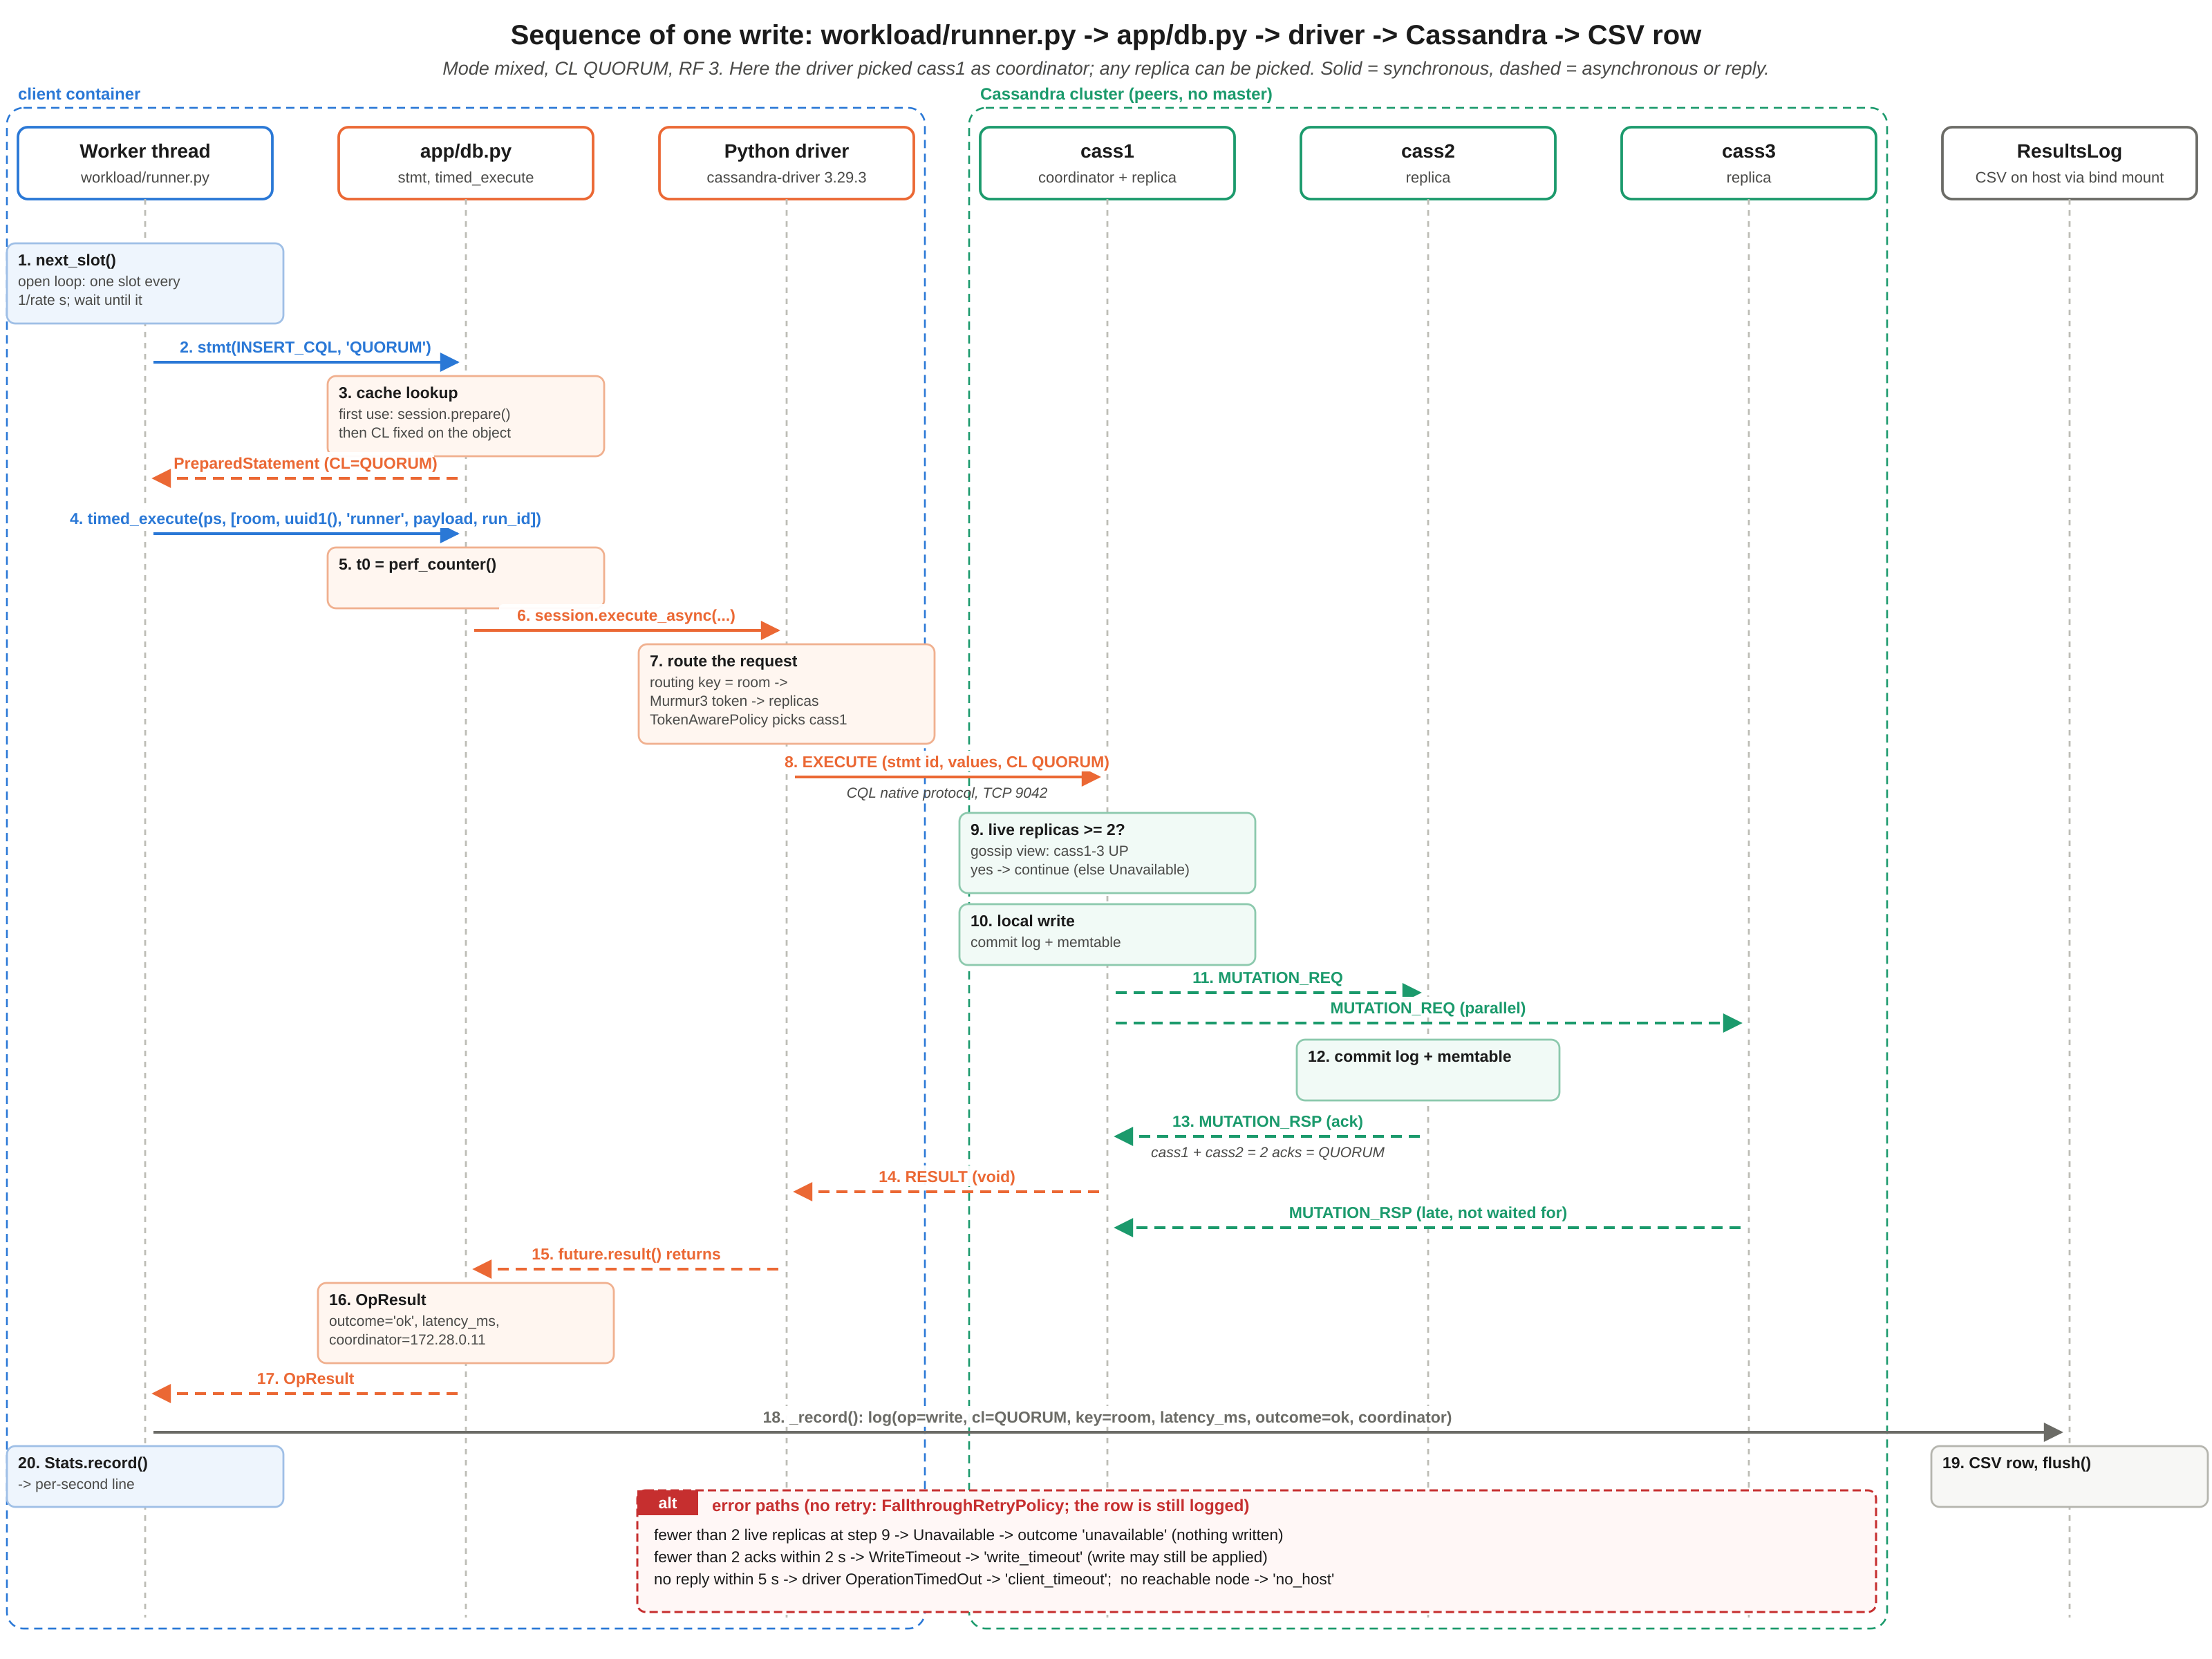 Sequence of one write: workload/runner.py -> app/db.py -> driver -> Cassandra -> CSV row
Mode mixed, CL QUORUM, RF 3. Here the driver picked cass1 as coordinator; any replica can be picked. Solid = synchronous, dashed = asynchronous or reply.
client container
Cassandra cluster (peers, no master)
Worker thread
workload/runner.py
app/db.py
stmt, timed_execute
Python driver
cassandra-driver 3.29.3
cass1
coordinator + replica
cass2
replica
cass3
replica
ResultsLog
CSV on host via bind mount
1. next_slot()
open loop: one slot every
1/rate s; wait until it
2. stmt(INSERT_CQL, 'QUORUM')
3. cache lookup
first use: session.prepare()
then CL fixed on the object
PreparedStatement (CL=QUORUM)
4. timed_execute(ps, [room, uuid1(), 'runner', payload, run_id])
5. t0 = perf_counter()
6. session.execute_async(...)
7. route the request
routing key = room ->
Murmur3 token -> replicas
TokenAwarePolicy picks cass1
8. EXECUTE (stmt id, values, CL QUORUM)
CQL native protocol, TCP 9042
9. live replicas >= 2?
gossip view: cass1-3 UP
yes -> continue (else Unavailable)
10. local write
commit log + memtable
11. MUTATION_REQ
MUTATION_REQ (parallel)
12. commit log + memtable
13. MUTATION_RSP (ack)
cass1 + cass2 = 2 acks = QUORUM
14. RESULT (void)
MUTATION_RSP (late, not waited for)
15. future.result() returns
16. OpResult
outcome='ok', latency_ms,
coordinator=172.28.0.11
17. OpResult
18. _record(): log(op=write, cl=QUORUM, key=room, latency_ms, outcome=ok, coordinator)
20. Stats.record()
-> per-second line
19. CSV row, flush()
alt
error paths (no retry: FallthroughRetryPolicy; the row is still logged)
fewer than 2 live replicas at step 9 -> Unavailable -> outcome 'unavailable' (nothing written)
fewer than 2 acks within 2 s -> WriteTimeout -> 'write_timeout' (write may still be applied)
no reply within 5 s -> driver OperationTimedOut -> 'client_timeout';  no reachable node -> 'no_host'